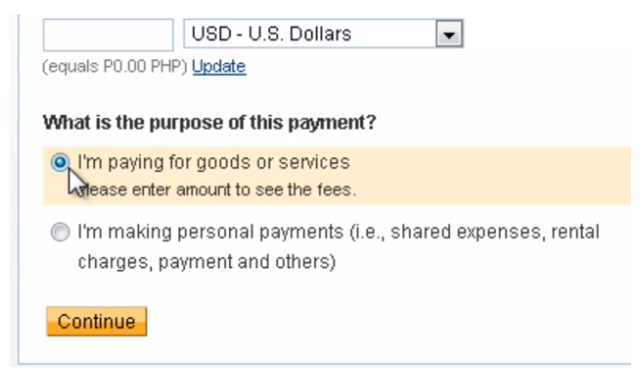 USD - U.S. Dollars
(equals P0.00 PHP) Update
What is the purpose of this payment?
I'm paying for goods or services
lease enter amount to see the fees.
I'm making personal payments (i.e., shared expenses, rental
charges, payment and others)
Continue